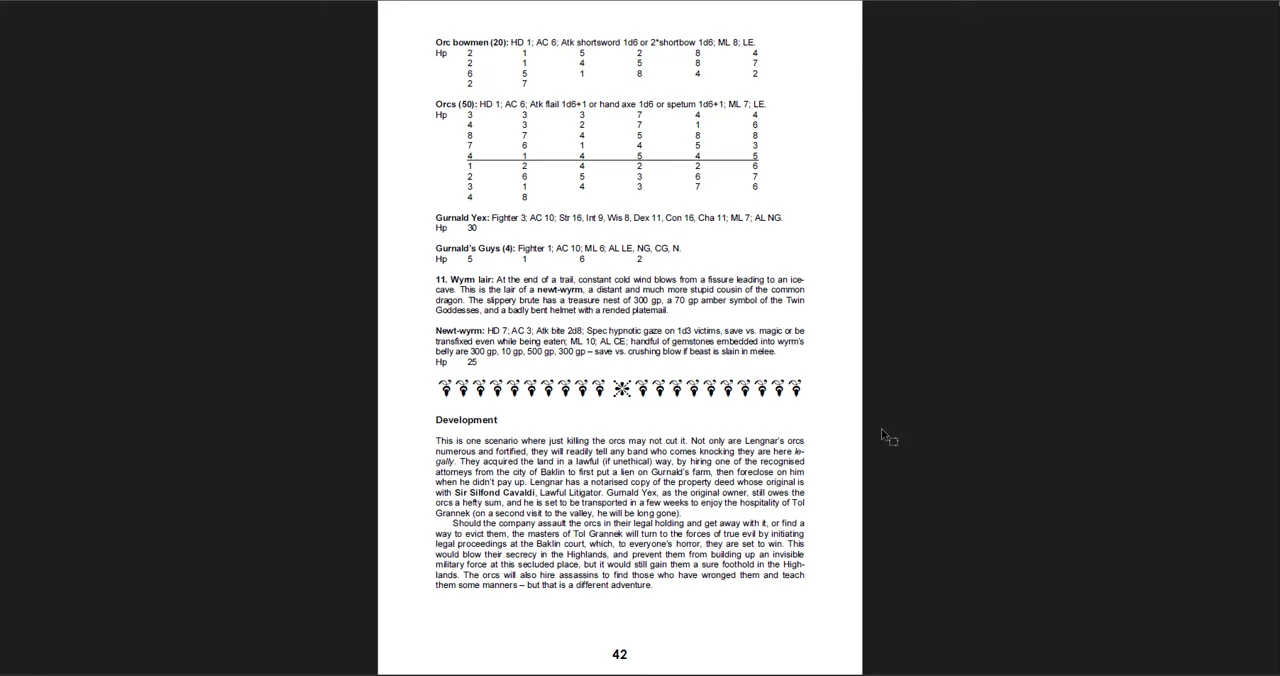 Orc bowmen (20): HD 1; AC 6; Atk shortsword 1d6 or 2*shortbow 1d6; ML 8; LE.
Hp 2 1 5 2 8 4
2 1 4 5 8 7
6 5 1 8 4 2
2 7
Orcs (50): HD 1; AC 6; Atk flail 1d6+1 or hand axe 1d6 or spetum 1d6+1; ML 7; LE.
Hp 3 3 3 7 4 4
4 3 2 7 1 6
8 7 4 5 8 8
7 6 1 4 5 3
4 1 4 5 4 5
1 2 4 2 2 6
2 6 5 3 6 7
3 1 4 3 7 6
4 8
Gurnald Yex: Fighter 3; AC 10; Str 16, Int 9, Wis 8, Dex 11, Con 16, Cha 11; ML 7; AL NG.
Hp 30
Gurnald's Guys (4): Fighter 1; AC 10; ML 6; AL LE, NG, CG, N.
Hp 5 1 6 2
11. Wyrm lair: At the end of a trail, constant cold wind blows from a fissure leading to an ice-
cave. This is the lair of a newt-wyrm, a distant and much more stupid cousin of the common
dragon. The slippery brute has a treasure nest of 300 gp, a 70 gp amber symbol of the Twin
Goddesses, and a badly bent helmet with a rended platemail.
Newt-wyrm: HD 7; AC 3; Atk bite 2d8; Spec hypnotic gaze on 1d3 victims, save vs. magic or be
transfixed even while being eaten; ML 10; AL CE; handful of gemstones embedded into wyrm's
belly are 300 gp, 10 gp, 500 gp, 300 gp – save vs. crushing blow if beast is slain in melee.
Hp 25
Development
This is one scenario where just killing the orcs may not cut it. Not only are Lengnar's orcs
numerous and fortified, they will readily tell any band who comes knocking they are here le-
gally. They acquired the land in a lawful (if unethical) way, by hiring one of the recognised
attorneys from the city of Baklin to first put a lien on Gurnald's farm, then foreclose on him
when he didn't pay up. Lengnar has a notarised copy of the property deed whose original is
with Sir Silfond Cavaldi, Lawful Litigator. Gurnald Yex, as the original owner, still owes the
orcs a hefty sum, and he is set to be transported in a few weeks to enjoy the hospitality of Tol
Grannek (on a second visit to the valley, he will be long gone).
Should the company assault the orcs in their legal holding and get away with it, or find a
way to evict them, the masters of Tol Grannek will turn to the forces of true evil by initiating
legal proceedings at the Baklin court, which, to everyone's horror, they are set to win. This
would blow their secrecy in the Highlands, and prevent them from building up an invisible
military force at this secluded place, but it would still gain them a sure foothold in the High-
lands. The orcs will also hire assassins to find those who have wronged them and teach
them some manners – but that is a different adventure.
42